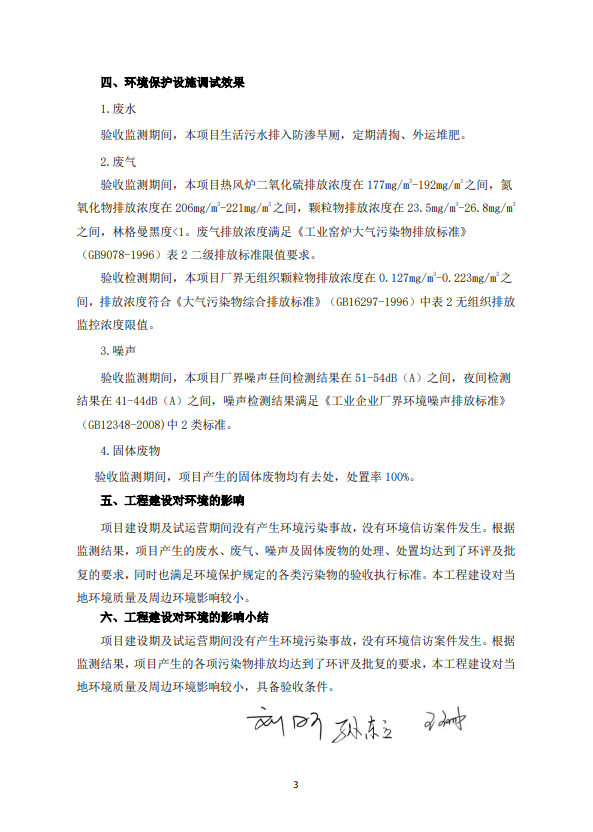 四、环境保护设施调试效果
1.废水
验收监测期间，本项目生活污水排入防渗旱厕，定期清掏、外运堆肥。
2.废气
验收监测期间，本项目热风炉二氧化硫排放浓度在177mg/m³-192mg/m³之间，氮
氧化物排放浓度在206mg/m³-221mg/m³之间，颗粒物排放浓度在23.5mg/m³-26.8mg/m³
之间，林格曼黑度<1。废气排放浓度满足《工业窑炉大气污染物排放标准》
（GB9078-1996）表2二级排放标准限值要求。
验收检测期间，本项目厂界无组织颗粒物排放浓度在0.127mg/m³-0.223mg/m³之
间，排放浓度符合《大气污染物综合排放标准》（GB16297-1996）中表2无组织排放
监控浓度限值。
3.噪声
验收监测期间，本项目厂界噪声昼间检测结果在51-54dB（A）之间，夜间检测
结果在41-44dB（A）之间，噪声检测结果满足《工业企业厂界环境噪声排放标准》
（GB12348-2008)中2类标准。
4.固体废物
验收监测期间，项目产生的固体废物均有去处，处置率100%。
五、工程建设对环境的影响
项目建设期及试运营期间没有产生环境污染事故，没有环境信访案件发生。根据
监测结果，项目产生的废水、废气、噪声及固体废物的处理、处置均达到了环评及批
复的要求，同时也满足环境保护规定的各类污染物的验收执行标准。本工程建设对当
地环境质量及周边环境影响较小。
六、工程建设对环境的影响小结
项目建设期及试运营期间没有产生环境污染事故，没有环境信访案件发生。根据
监测结果，项目产生的各项污染物排放均达到了环评及批复的要求，本工程建设对当
地环境质量及周边环境影响较小，具备验收条件。
孙东立
3